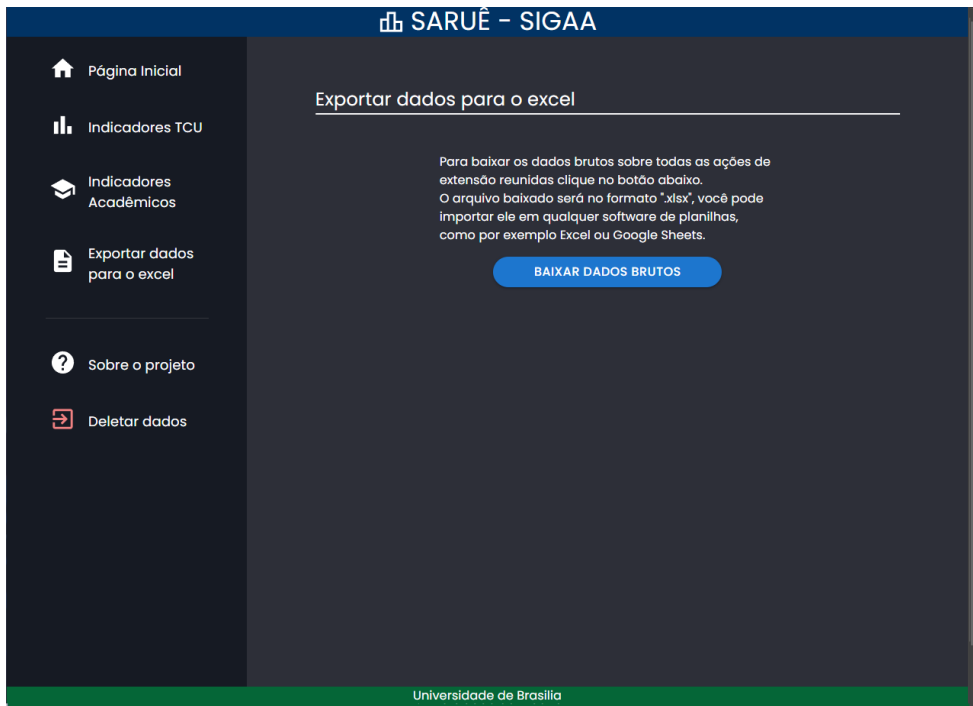 SARUÊ - SIGAA
Página Inicial
Indicadores TCU
Indicadores
Acadêmicos
Exportar dados
para o excel
Sobre o projeto
Deletar dados
Exportar dados para o excel
Para baixar os dados brutos sobre todas as ações de
extensão reunidas clique no botão abaixo.
O arquivo baixado será no formato ".xlsx", você pode
importar ele em qualquer software de planilhas,
como por exemplo Excel ou Google Sheets.
BAIXAR DADOS BRUTOS
Universidade de Brasilia